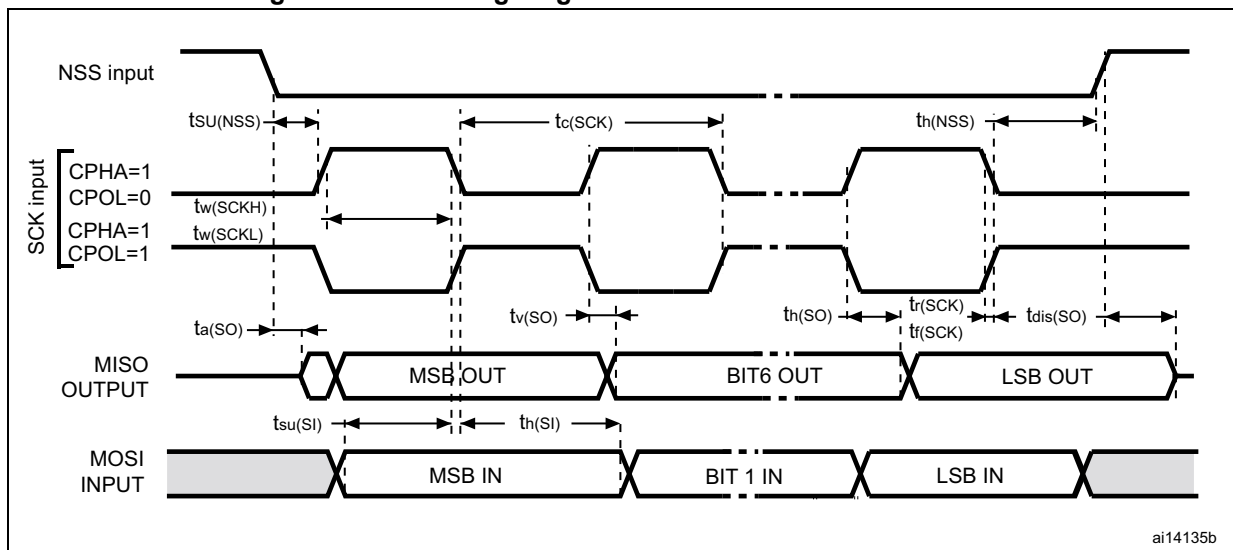 NSS input
tSU(NSS)
tc(SCK)
th(NSS)
SCK input
CPHA=1
CPOL=0
tw(SCKH)
CPHA=1
tw(SCKL)
CPOL=1
ta(SO)
tv(SO)
th(SO)
tr(SCK)
tf(SCK)
tdis(SO)
MISO
OUTPUT
MSB OUT
BIT6 OUT
LSB OUT
tsu(SI)
th(SI)
MOSI
INPUT
MSB IN
BIT 1 IN
LSB IN
ai14135b